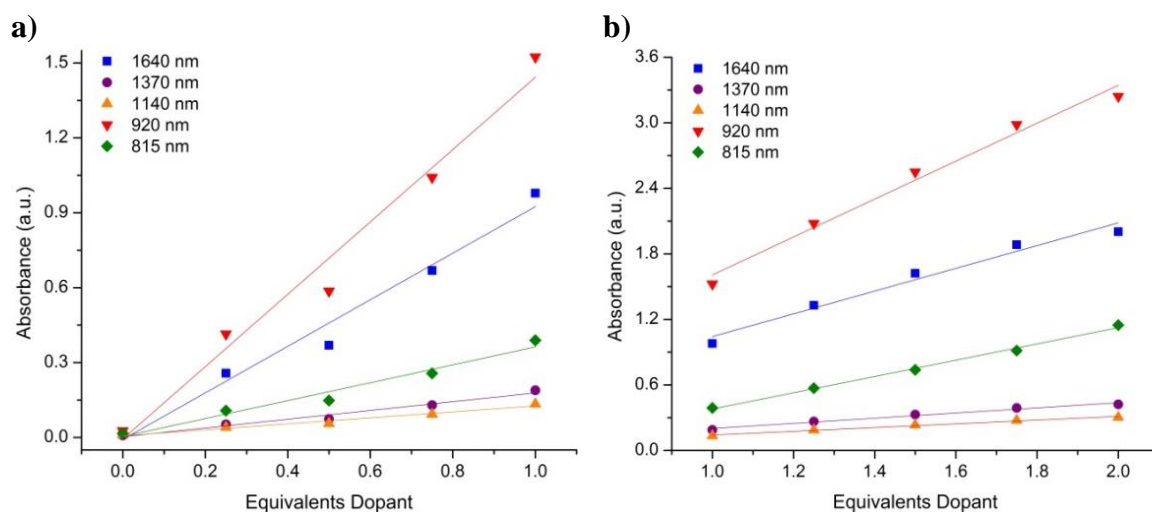 a)
1640 nm
1370 nm
1140 nm
920 nm
815 nm
1.5
1.2
0.9
0.6
0.3
0.0
Absorbance (a.u.)
0.0 0.2 0.4 0.6 0.8 1.0
Equivalents Dopant
b)
1640 nm
1370 nm
1140 nm
920 nm
815 nm
3.6
3.0
2.4
1.8
1.2
0.6
0.0
Absorbance (a.u.)
1.0 1.2 1.4 1.6 1.8 2.0
Equivalents Dopant